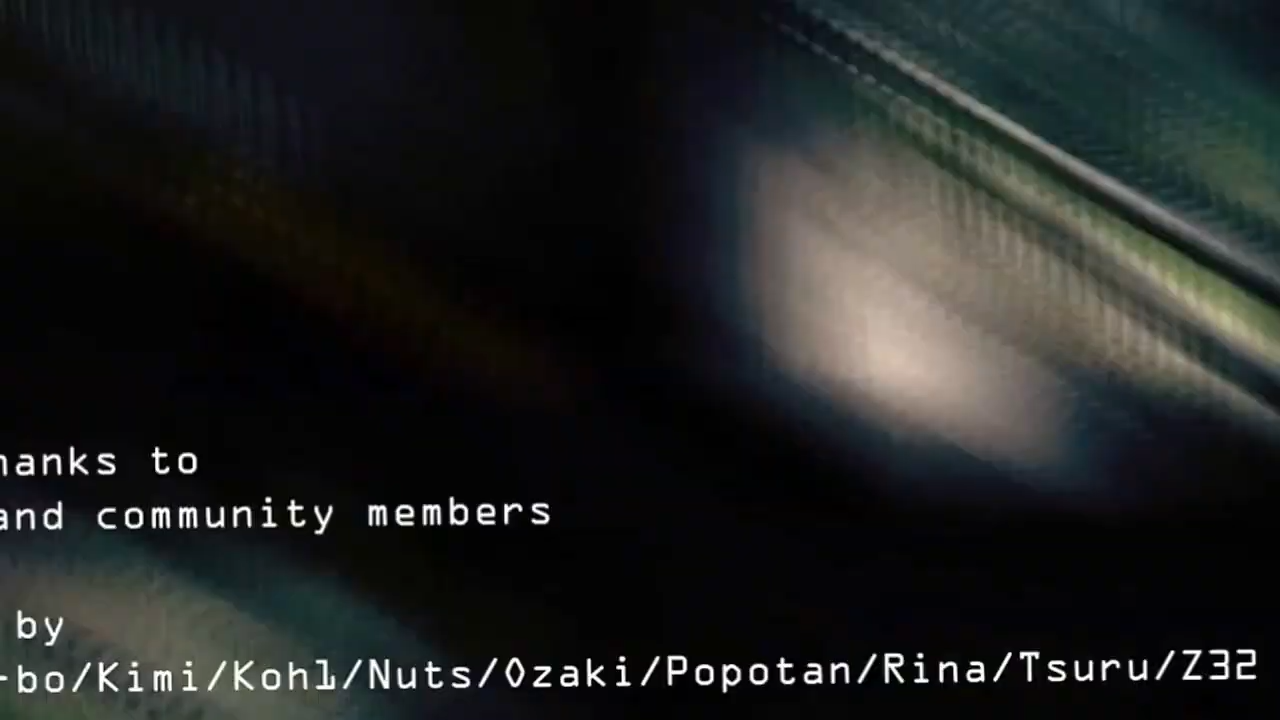 hanks to
and community members
by
-bo/Kimi/Kohl/Nuts/Ozaki/Popotan/Rina/Tsuru/Z32